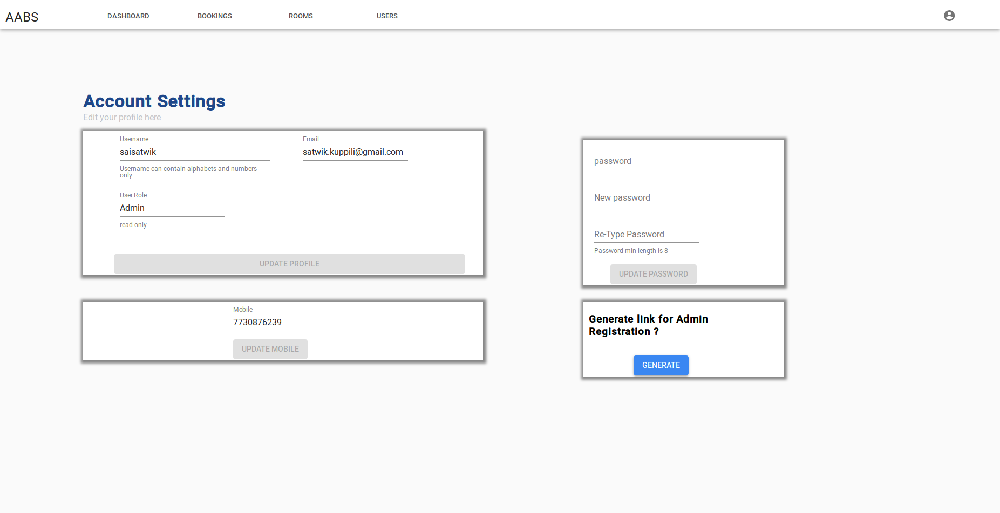 AABS
DASHBOARD
BOOKINGS
ROOMS
USERS
Account Settings
Edit your profile here
Username
saisatwik
Username can contain alphabets and numbers
only
Email
satwik.kuppili@gmail.com
User Role
Admin
read-only
UPDATE PROFILE
password
New password
Re-Type Password
Password min length is 8
UPDATE PASSWORD
Mobile
7730876239
UPDATE MOBILE
Generate link for Admin
Registration ?
GENERATE